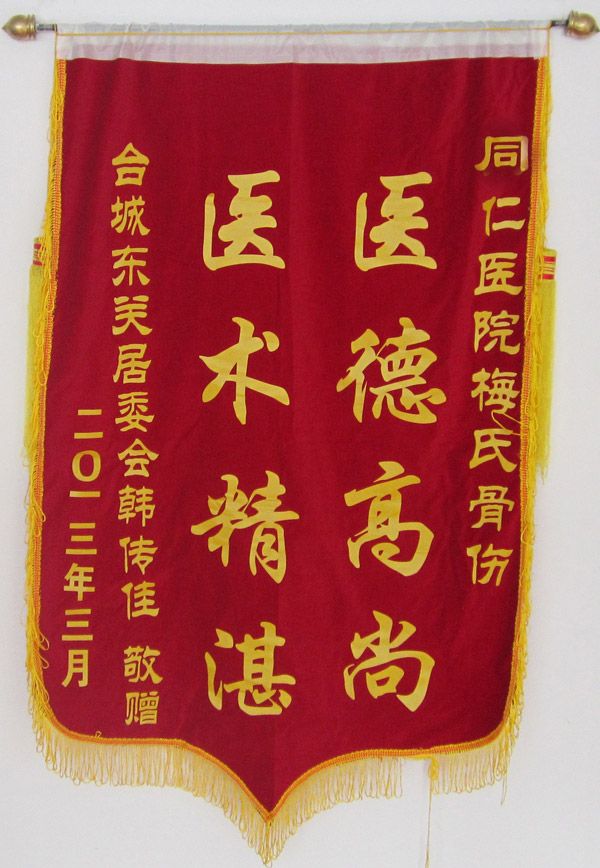 同仁医院梅氏骨伤
医德高尚
医术精湛
台城东关居委会韩传佳 敬赠
二〇一三年三月